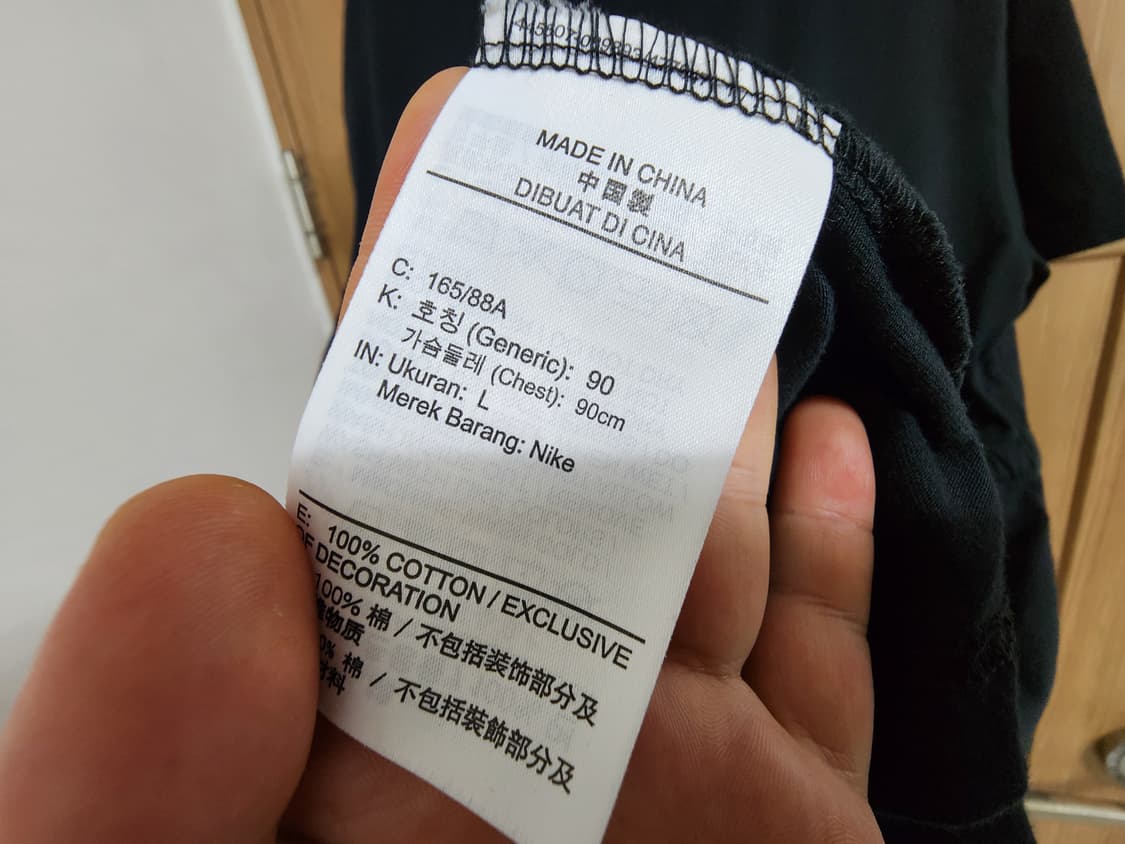 MADE IN CHINA
中国製
DIBUAT DI CINA
C: 165/88A
K: 호칭 (Generic): 90
가슴둘레 (Chest): 90cm
IN: Ukuran: L
Merek Barang: Nike
E: 100% COTTON / EXCLUSIVE
OF DECORATION
100% 棉 / 不包括装饰部分及
物质
棉 / 不包括裝飾部分及
材料